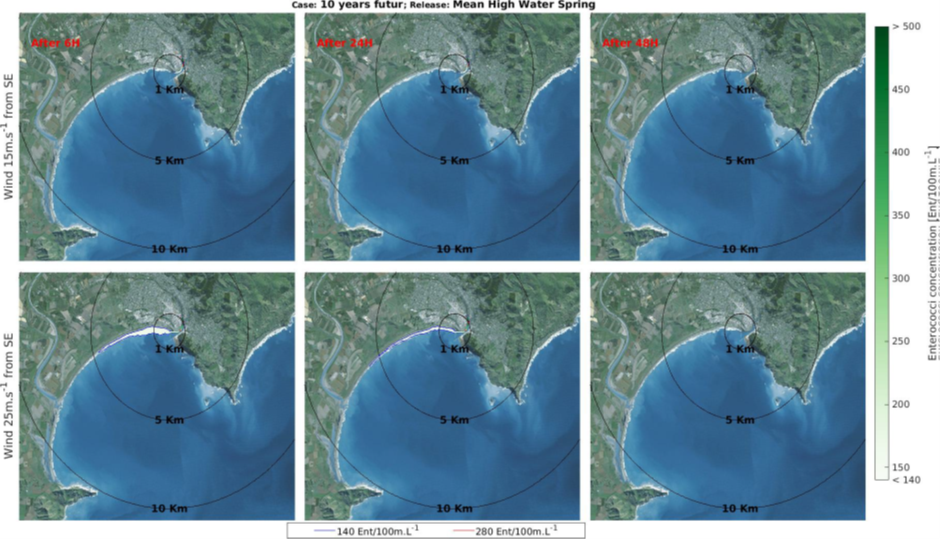 Case: 10 years futur; Release: Mean High Water Spring
After 6H
After 24H
After 48H
Wind 15m.s-1 from SE
1 Km
5 Km
10 Km
1 Km
5 Km
10 Km
1 Km
5 Km
10 Km
Wind 25m.s-1 from SE
1 Km
5 Km
10 Km
1 Km
5 Km
10 Km
1 Km
5 Km
10 Km
> 500
450
400
350
300
250
200
150
< 140
Enterococci concentration [Ent/100m.L-1]
140 Ent/100m.L-1
280 Ent/100m.L-1